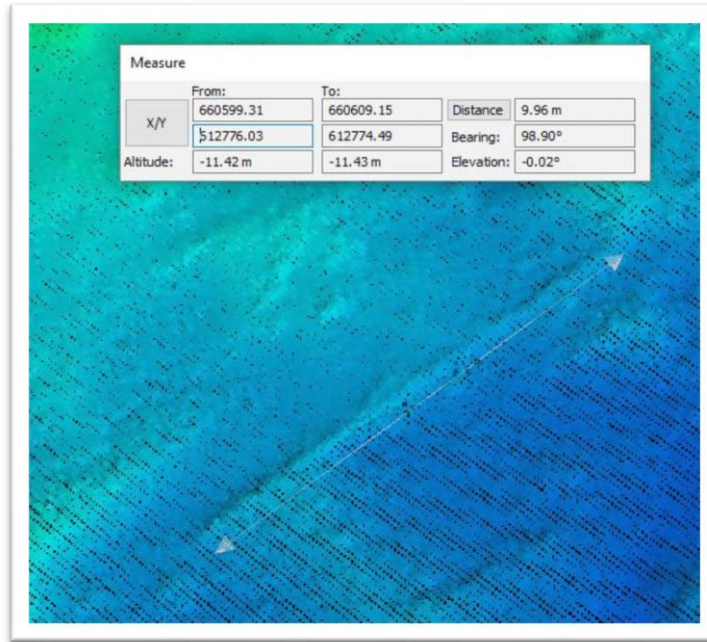 Measure
From: To:
X/Y 660599.31 660609.15 Distance 9.96 m
612776.03 612774.49 Bearing: 98.90°
Altitude: -11.42 m -11.43 m Elevation: -0.02°